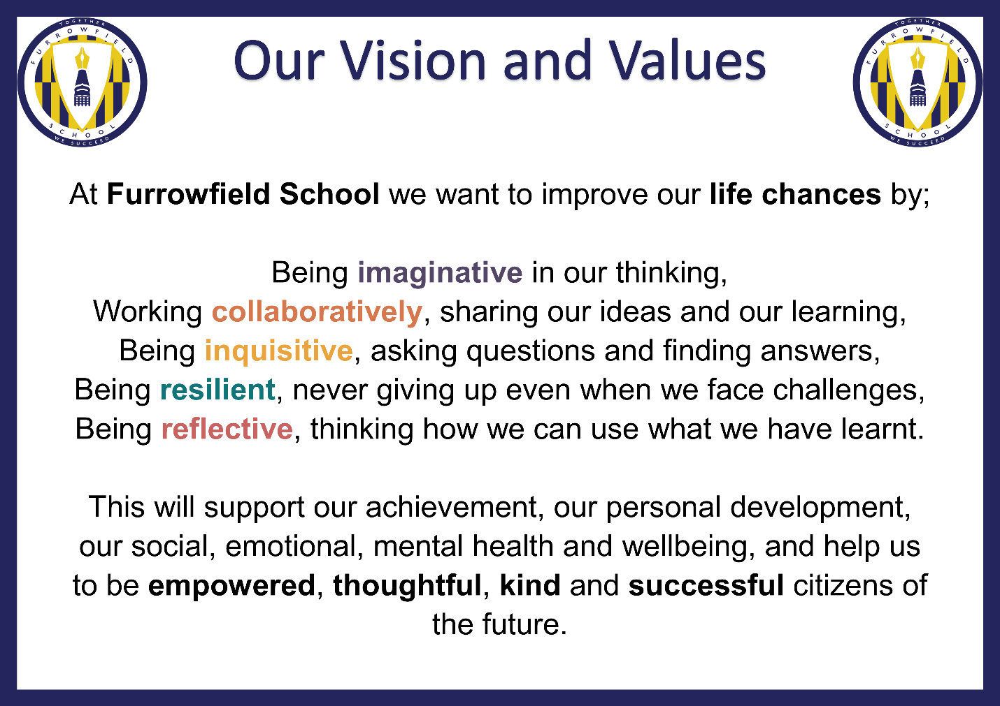 TOGETHER
FURROWFIELD
SCHOOL
WE SUCCEED
Our Vision and Values
TOGETHER
FURROWFIELD
SCHOOL
WE SUCCEED
At Furrowfield School we want to improve our life chances by;
Being imaginative in our thinking,
Working collaboratively, sharing our ideas and our learning,
Being inquisitive, asking questions and finding answers,
Being resilient, never giving up even when we face challenges,
Being reflective, thinking how we can use what we have learnt.
This will support our achievement, our personal development,
our social, emotional, mental health and wellbeing, and help us
to be empowered, thoughtful, kind and successful citizens of
the future.